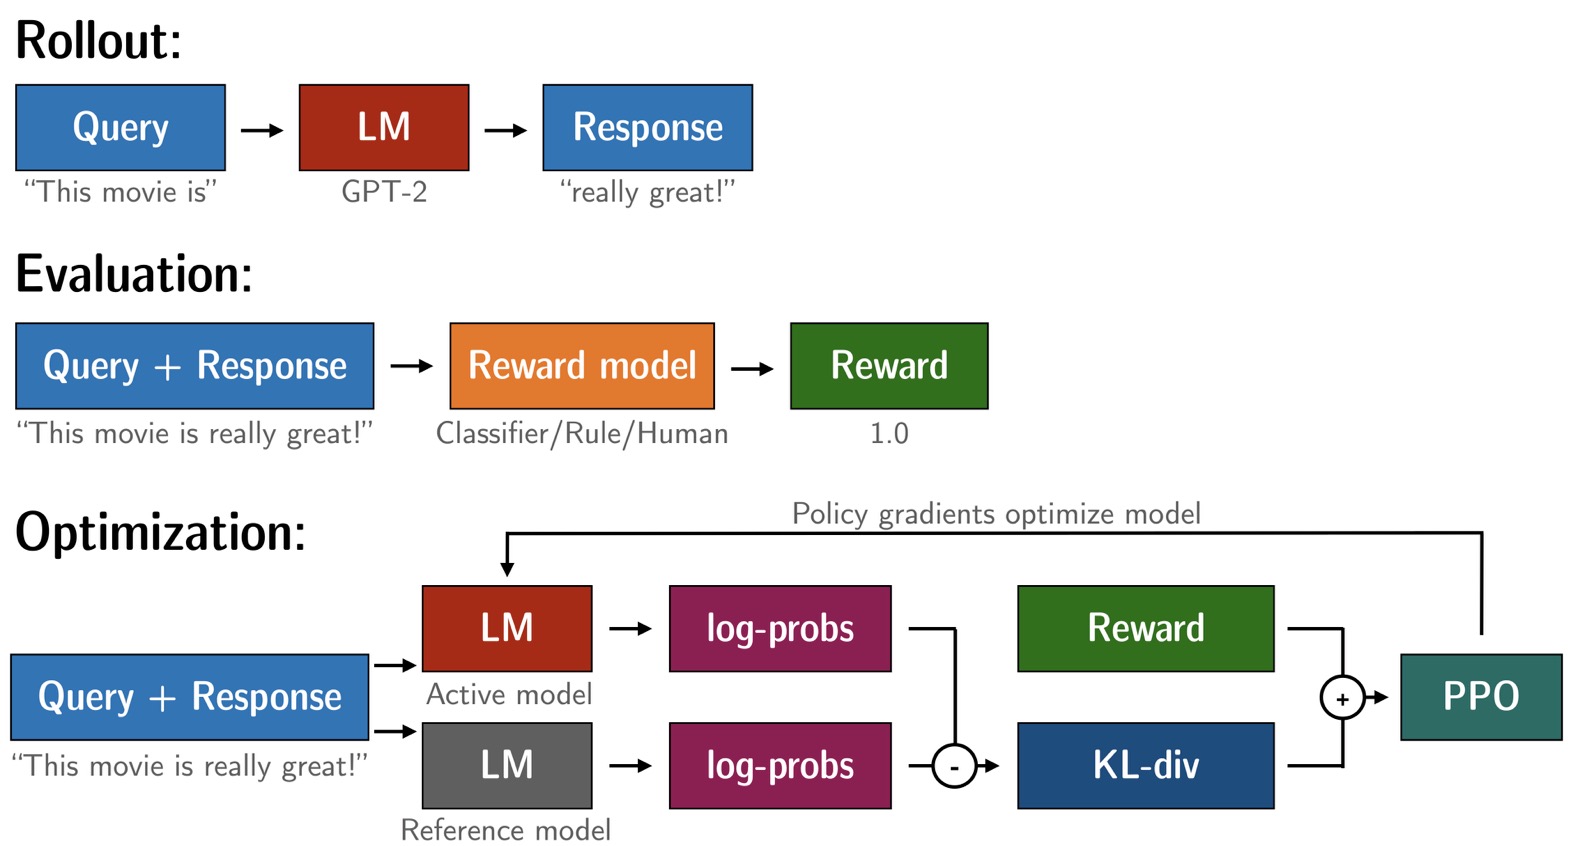 Rollout:
Query
LM
Response
“This movie is”
GPT-2
“really great!”
Evaluation:
Query + Response
Reward model
Reward
“This movie is really great!”
Classifier/Rule/Human
1.0
Optimization:
Policy gradients optimize model
LM
log-probs
Reward
Active model
Query + Response
“This movie is really great!”
+
PPO
LM
log-probs
-
KL-div
Reference model